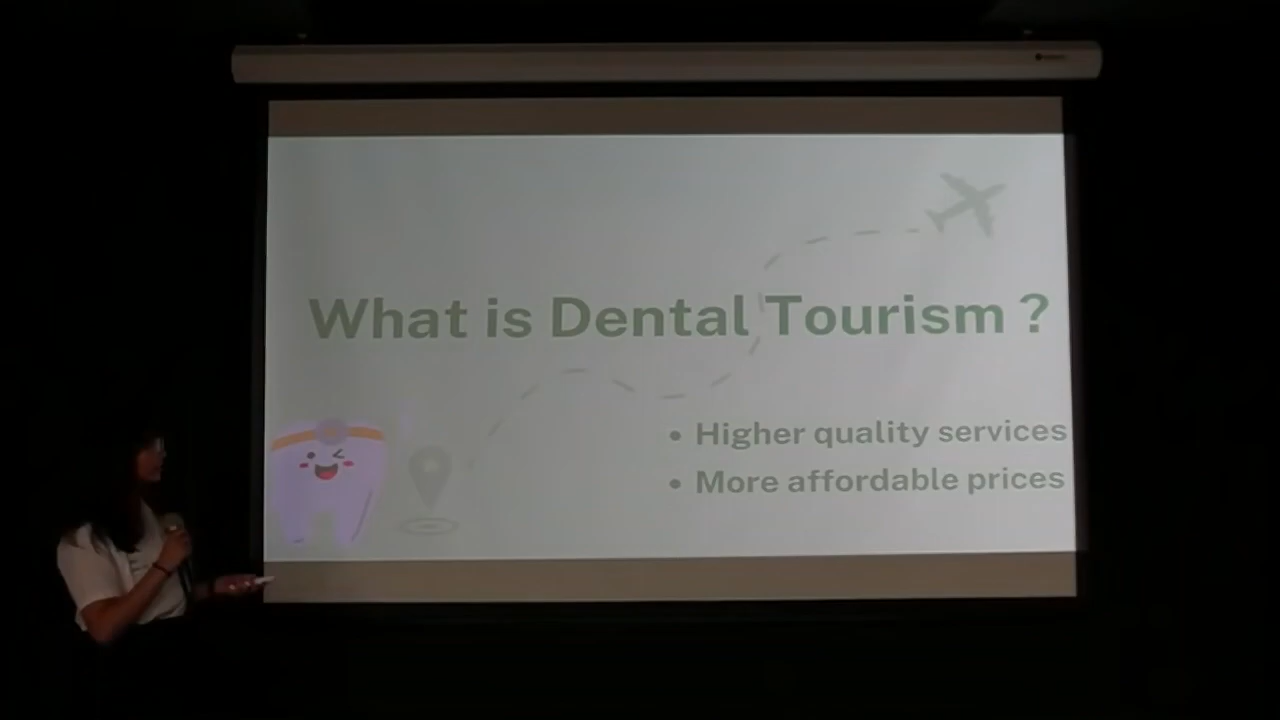 What is Dental Tourism ?
• Higher quality services
• More affordable prices